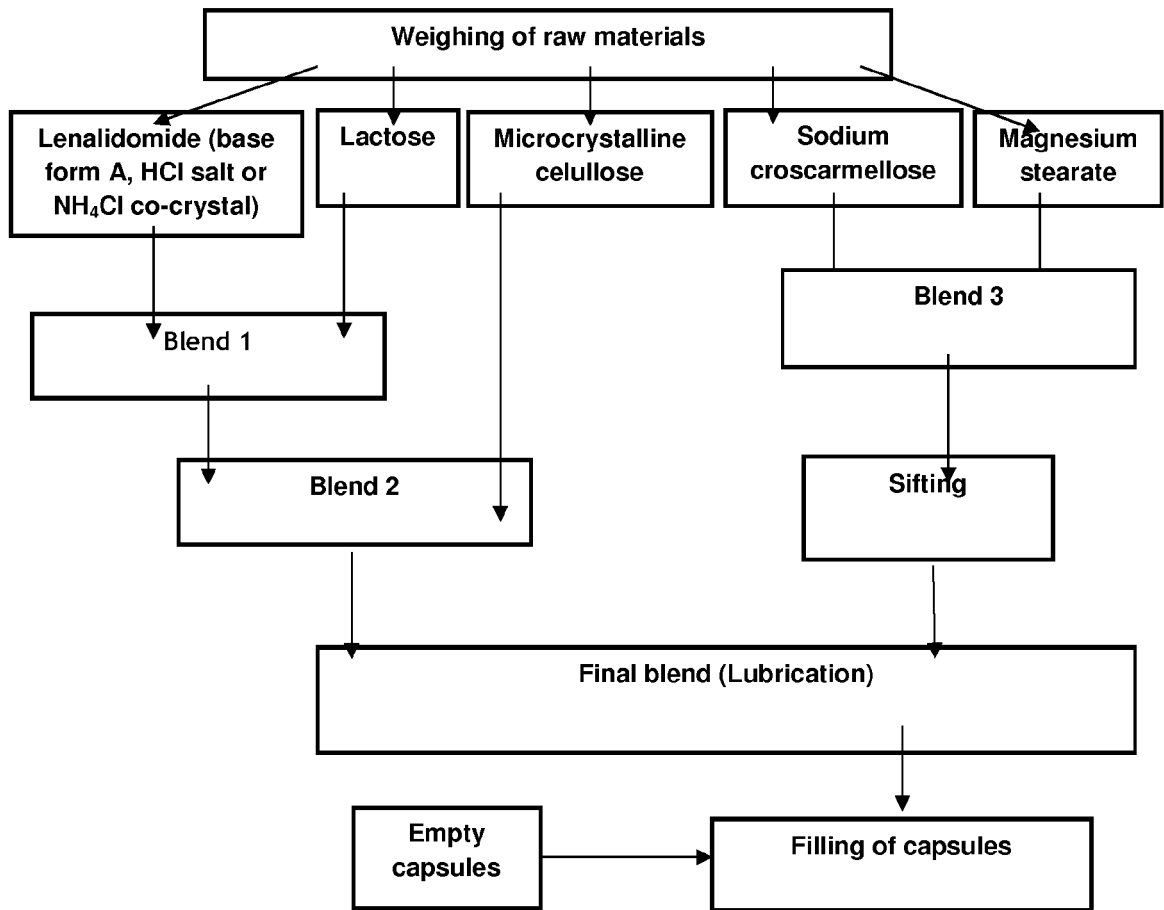 Weighing of raw materials
Lenalidomide (base
form A, HCl salt or
NH₄Cl co-crystal)
Lactose
Microcrystalline
celullose
Sodium
croscarmellose
Magnesium
stearate
Blend 3
Blend 1
Blend 2
Sifting
Final blend (Lubrication)
Empty
capsules
Filling of capsules